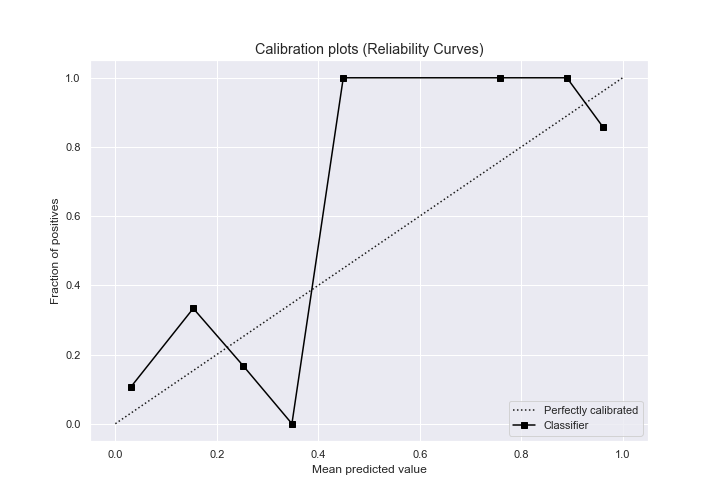 Calibration plots (Reliability Curves)
1.0
0.8
0.6
0.4
0.2
0.0
Fraction of positives
Perfectly calibrated
Classifier
0.0 0.2 0.4 0.6 0.8 1.0
Mean predicted value